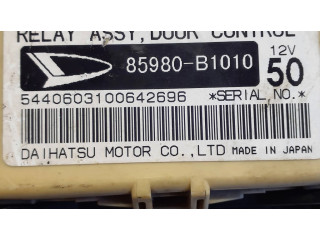 RELAY ASSY, DOOR CONTROL
85980-B1010
12V
50
5440603100642696 *SERIAL NO.*
DAIHATSU MOTOR CO., LTD MADE IN JAPAN